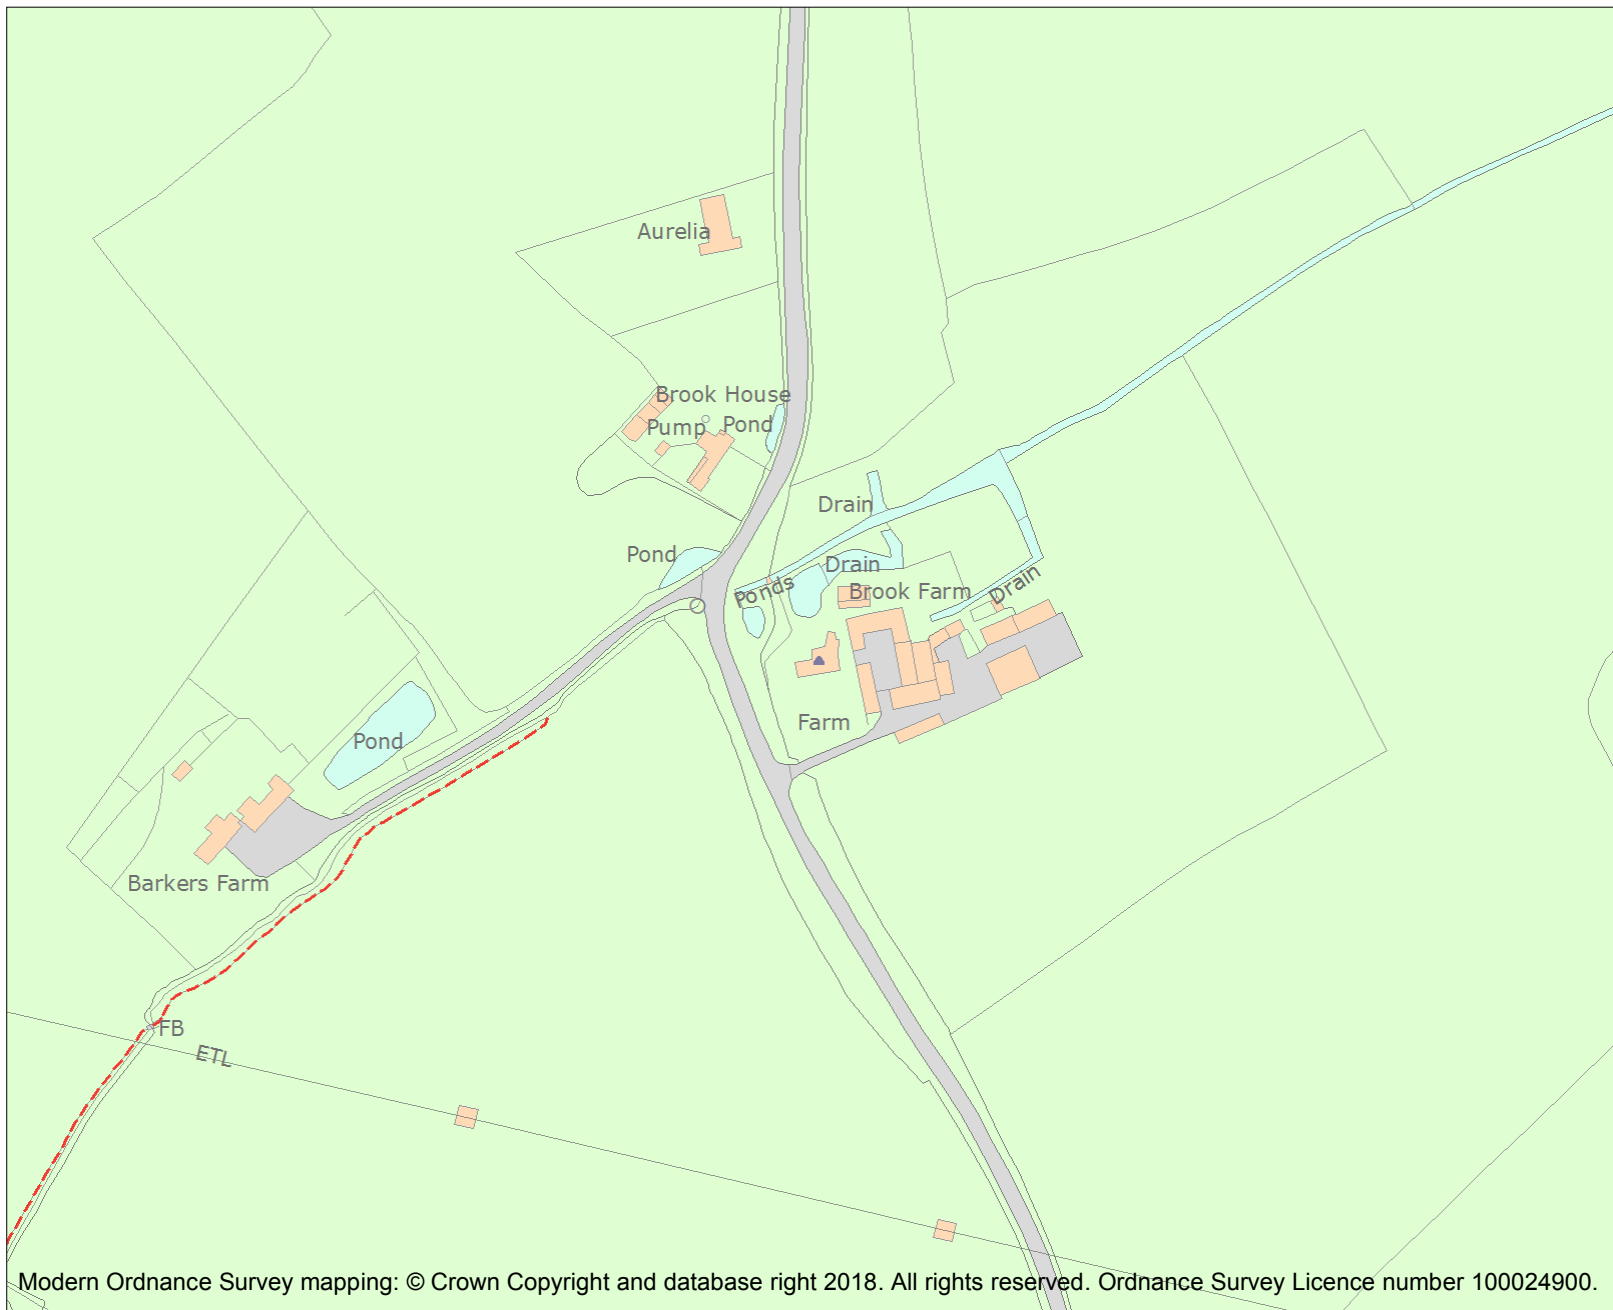 Aurelia
Brook House
Pump
Pond
Drain
Pond
Drain
Ponds
Brook Farm
Drain
Farm
Pond
Barkers Farm
FB
ETL
Modern Ordnance Survey mapping: © Crown Copyright and database right 2018. All rights reserved. Ordnance Survey Licence number 100024900.